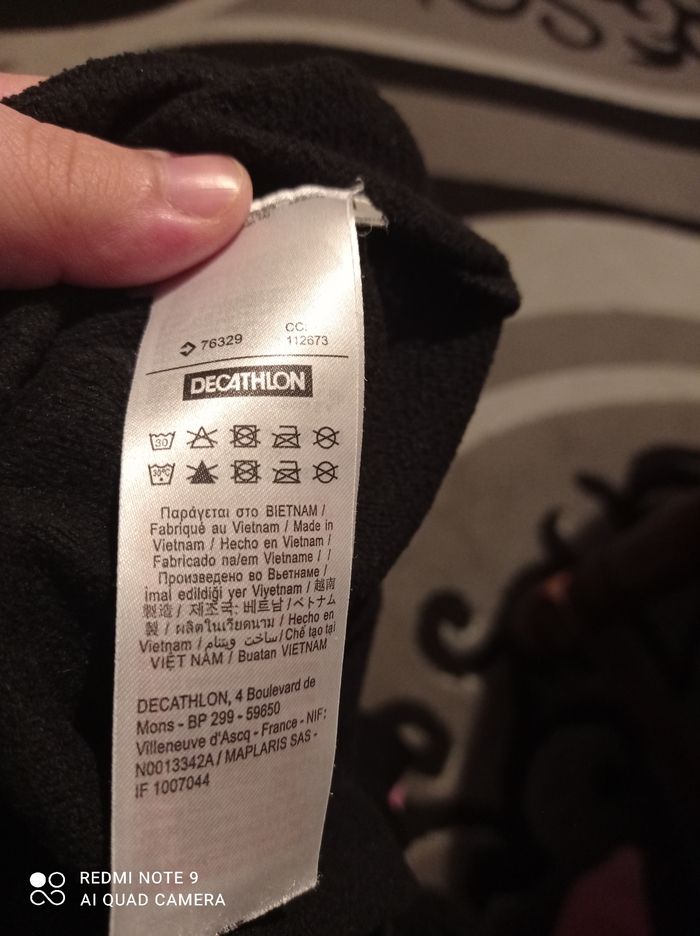 76329
CC:
112673
DECATHLON
30
30°C
Παράγεται στο ΒΙΕΤΝΑΜ /
Fabriqué au Vietnam / Made in
Vietnam / Hecho en Vietnam /
Fabricado na/em Vietname / /
Произведено во Вьетнаме /
imal edildiği yer Viyetnam / 越南
製造 / 제조국: 베트남 / ベトナム
製 / ผลิตในเวียดนาม / Hecho en
Vietnam / ساخت ويتنام / Chế tạo tại
VIỆT NAM / Buatan VIETNAM
DECATHLON, 4 Boulevard de
Mons - BP 299 - 59650
Villeneuve d'Ascq - France - NIF:
N0013342A / MAPLARIS SAS -
IF 1007044
REDMI NOTE 9
AI QUAD CAMERA